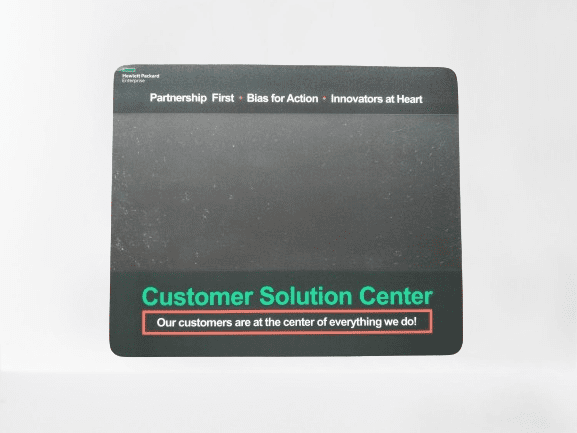 Hewlett Packard
Enterprise
Partnership First • Bias for Action • Innovators at Heart
Customer Solution Center
Our customers are at the center of everything we do!